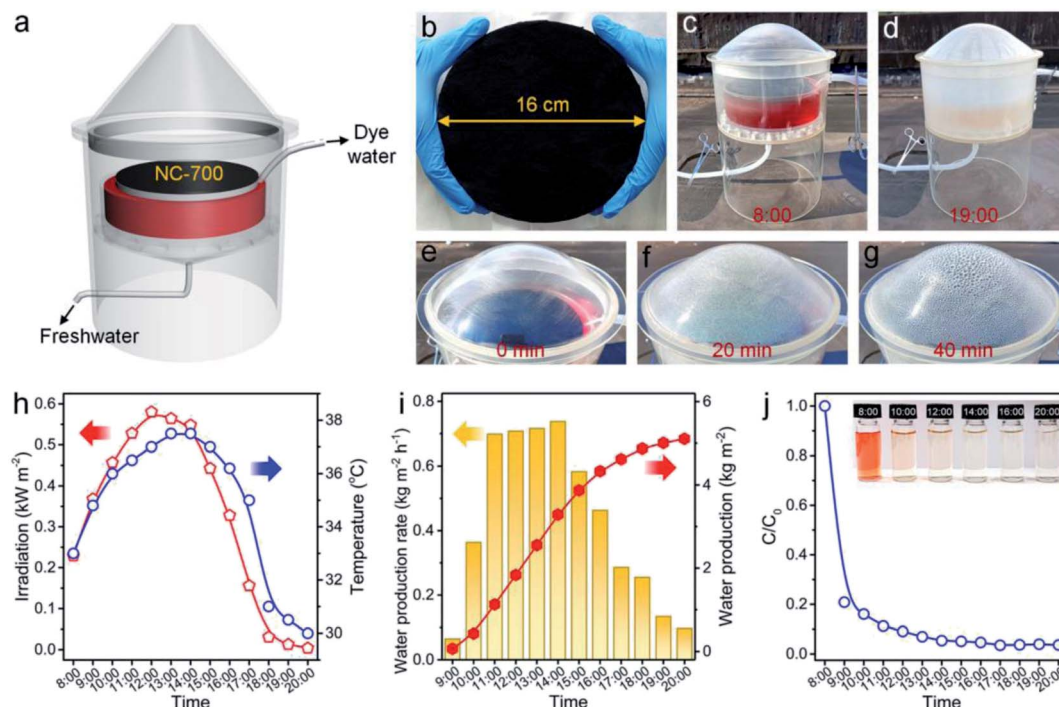 a
NC-700
Dye
water
Freshwater
b
16 cm
c
8:00
d
19:00
e
0 min
f
20 min
g
40 min
h
Irradiation (kW m⁻²)
0.6
0.5
0.4
0.3
0.2
0.1
0.0
Temperature (°C)
38
36
34
32
30
8:00
9:00
10:00
11:00
12:00
13:00
14:00
15:00
16:00
17:00
18:00
19:00
20:00
Time
i
Water production rate (kg m⁻² h⁻¹)
0.8
0.6
0.4
0.2
0.0
Water production (kg m⁻²)
6
4
2
0
9:00
10:00
11:00
12:00
13:00
14:00
15:00
16:00
17:00
18:00
19:00
20:00
Time
j
8:00 10:00 12:00 14:00 16:00 20:00
C/C₀
1.0
0.8
0.6
0.4
0.2
0.0
8:00
9:00
10:00
11:00
12:00
13:00
14:00
15:00
16:00
17:00
18:00
19:00
20:00
Time